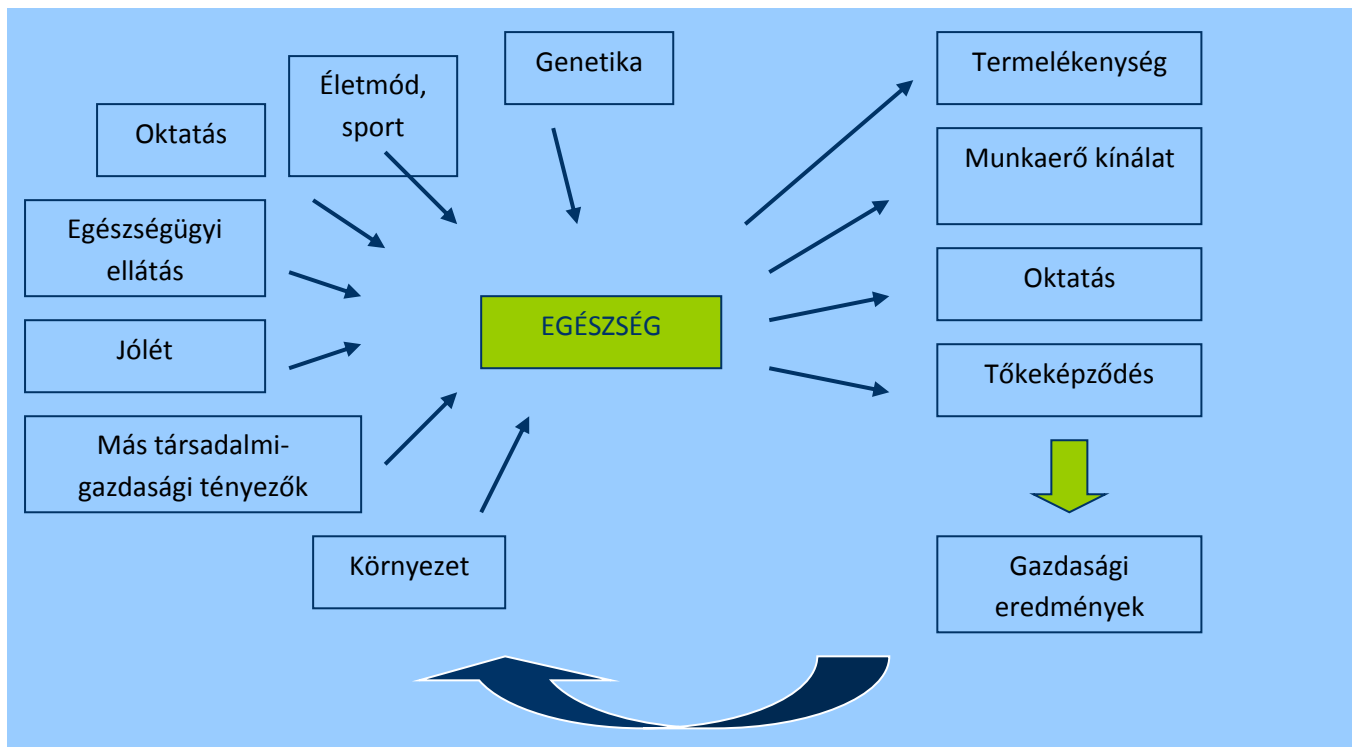 Genetika
Életmód,
sport
Oktatás
Egészségügyi
ellátás
Jólét
Más társadalmi-
gazdasági tényezők
Környezet
EGÉSZSÉG
Termelékenység
Munkaerő kínálat
Oktatás
Tőkeképződés
Gazdasági
eredmények